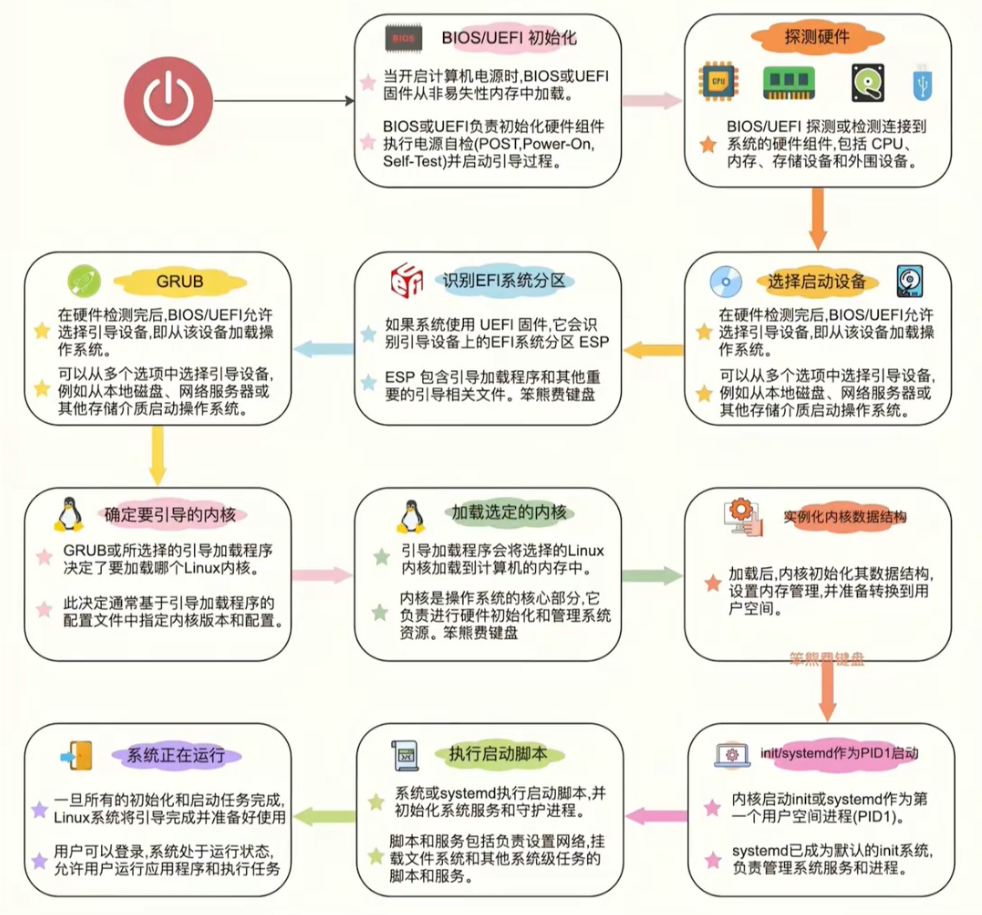 BIOS
BIOS/UEFI 初始化
当开启计算机电源时,BIOS或UEFI
固件从非易失性内存中加载。
BIOS或UEFI负责初始化硬件组件
执行电源自检(POST,Power-On,
Self-Test)并启动引导过程。
探测硬件
CPU
BIOS/UEFI 探测或检测连接到
系统的硬件组件,包括 CPU、
内存、存储设备和外围设备。
选择启动设备
在硬件检测完后,BIOS/UEFI允许
选择引导设备,即从该设备加载操
作系统。
可以从多个选项中选择引导设备,
例如从本地磁盘、网络服务器或
其他存储介质启动操作系统。
UEFI
识别EFI系统分区
如果系统使用 UEFI 固件,它会识
别引导设备上的EFI系统分区 ESP
ESP 包含引导加载程序和其他重
要的引导相关文件。笨熊费键盘
GRUB
在硬件检测完后,BIOS/UEFI允许
选择引导设备,即从该设备加载操
作系统。
可以从多个选项中选择引导设备,
例如从本地磁盘、网络服务器或
其他存储介质启动操作系统。
确定要引导的内核
GRUB或所选择的引导加载程序
决定了要加载哪个Linux内核。
此决定通常基于引导加载程序的
配置文件中指定内核版本和配置。
加载选定的内核
引导加载程序会将选择的Linux
内核加载到计算机的内存中。
内核是操作系统的核心部分,它
负责进行硬件初始化和管理系统
资源。笨熊费键盘
实例化内核数据结构
加载后,内核初始化其数据结构,
设置内存管理,并准备转换到用
户空间。
笨熊费键盘
init/systemd作为PID1启动
内核启动init或systemd作为第
一个用户空间进程(PID1)。
systemd已成为默认的init系统,
负责管理系统服务和进程。
执行启动脚本
系统或systemd执行启动脚本,并
初始化系统服务和守护进程。
脚本和服务包括负责设置网络,挂
载文件系统和其他系统级任务的
脚本和服务。
系统正在运行
一旦所有的初始化和启动任务完成,
Linux系统将引导完成并准备好使用
用户可以登录,系统处于运行状态,
允许用户运行应用程序和执行任务